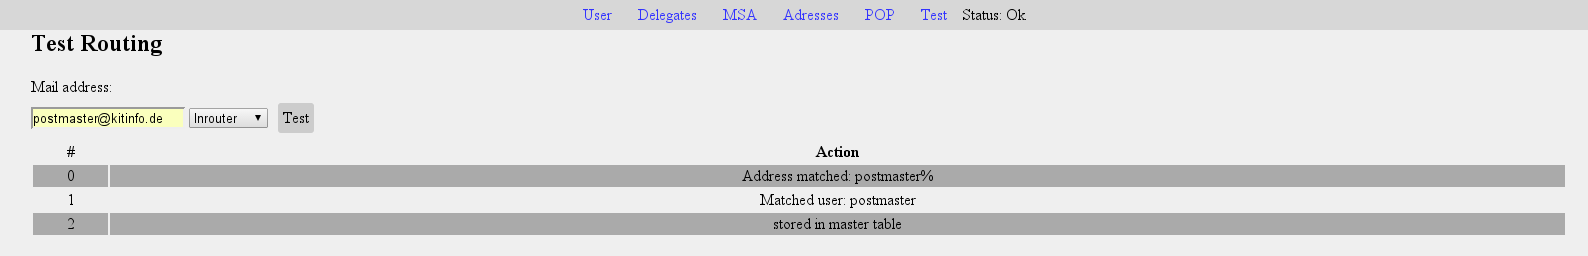 User Delegates MSA Adresses POP Test Status: Ok
Test Routing
Mail address:
postmaster@kitinfo.de Inrouter Test
# Action
0 Address matched: postmaster%
1 Matched user: postmaster
2 stored in master table